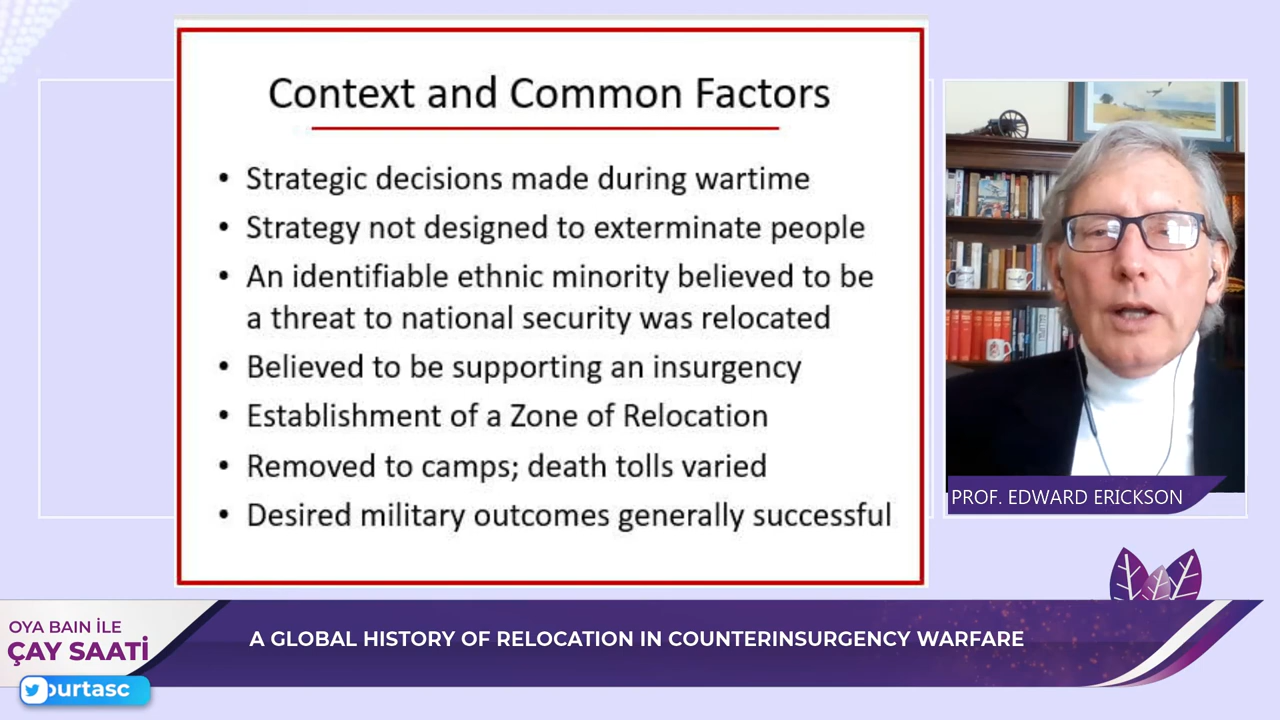 Context and Common Factors
• Strategic decisions made during wartime
• Strategy not designed to exterminate people
• An identifiable ethnic minority believed to be
a threat to national security was relocated
• Believed to be supporting an insurgency
• Establishment of a Zone of Relocation
• Removed to camps; death tolls varied
• Desired military outcomes generally successful
PROF. EDWARD ERICKSON
OYA BAIN İLE
ÇAY SAATİ
A GLOBAL HISTORY OF RELOCATION IN COUNTERINSURGENCY WARFARE
ourtasc